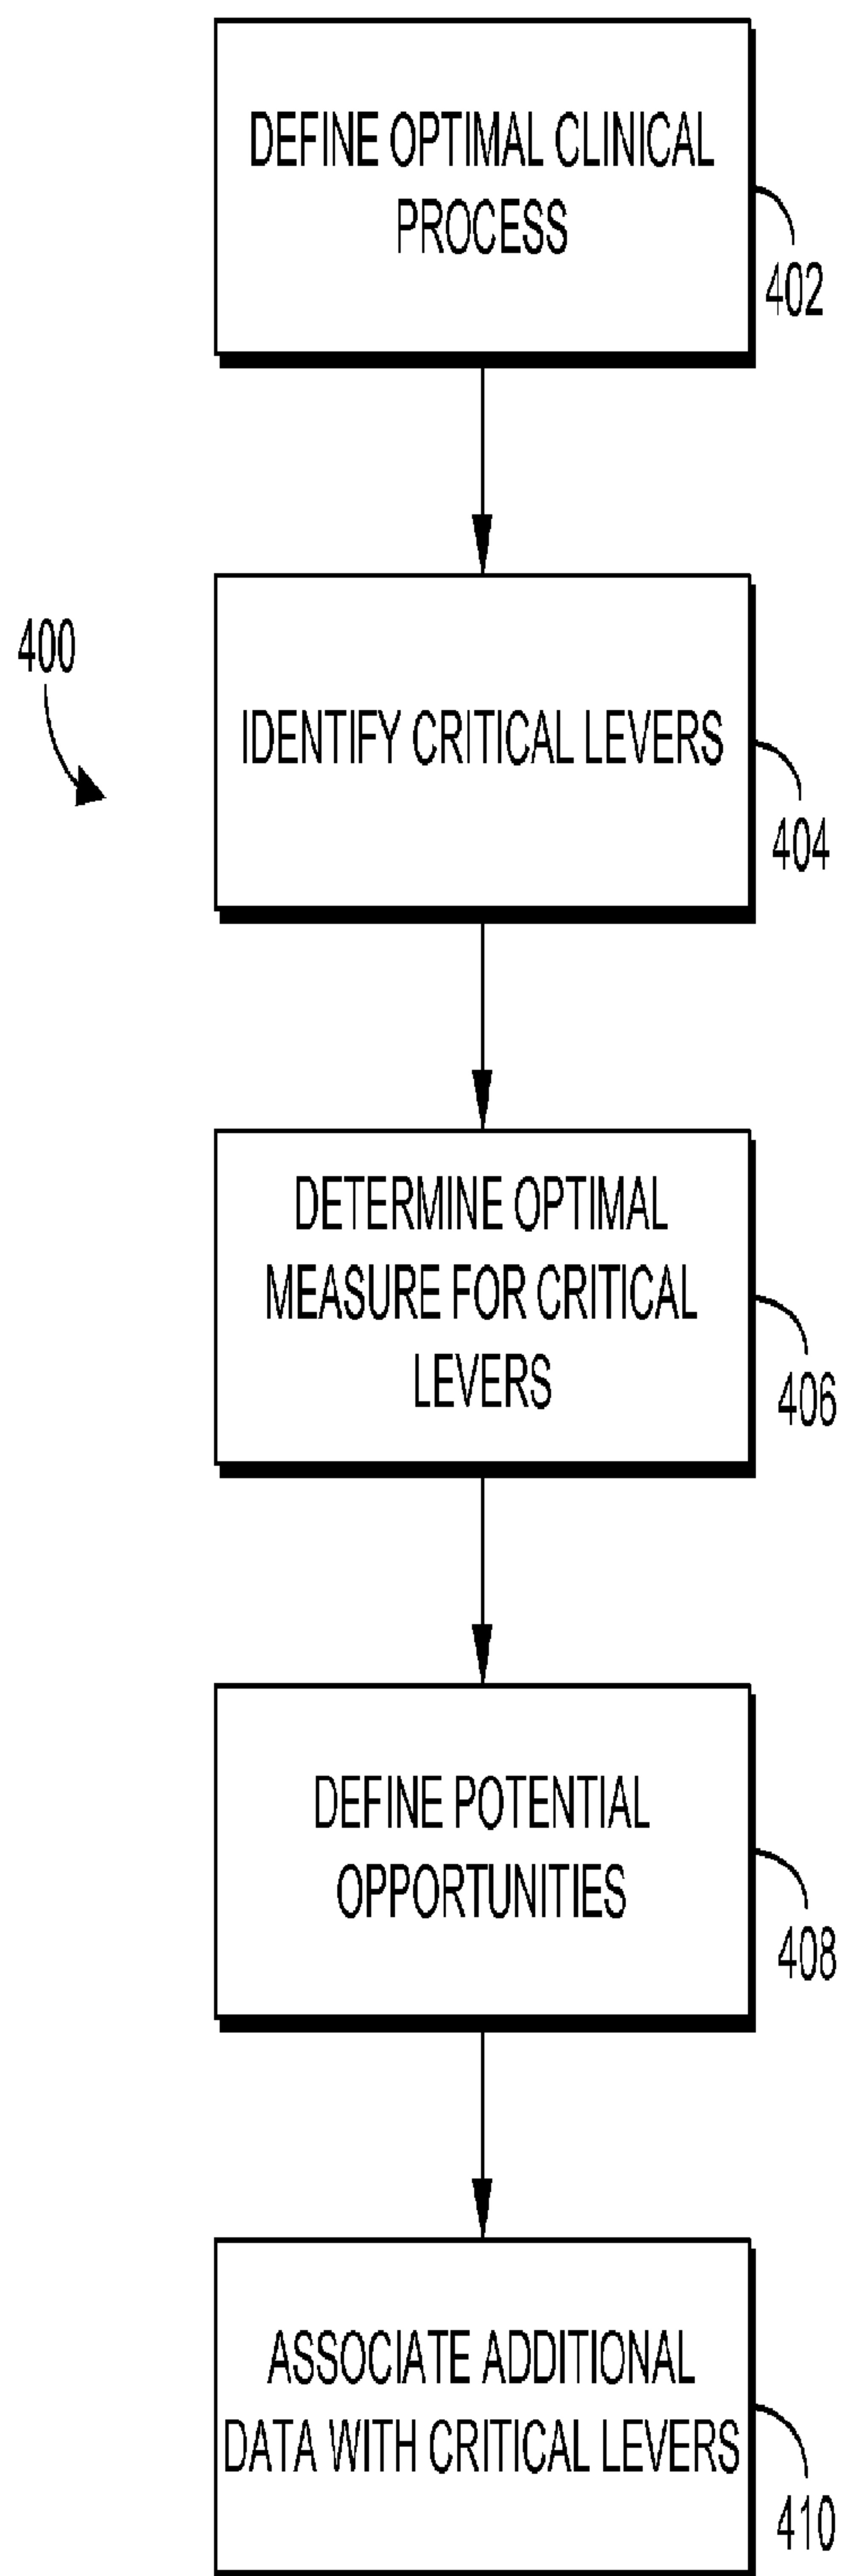 DEFINE OPTIMAL CLINICAL
PROCESS
402
400
IDENTIFY CRITICAL LEVERS
404
DETERMINE OPTIMAL
MEASURE FOR CRITICAL
LEVERS
406
DEFINE POTENTIAL
OPPORTUNITIES
408
ASSOCIATE ADDITIONAL
DATA WITH CRITICAL LEVERS
410